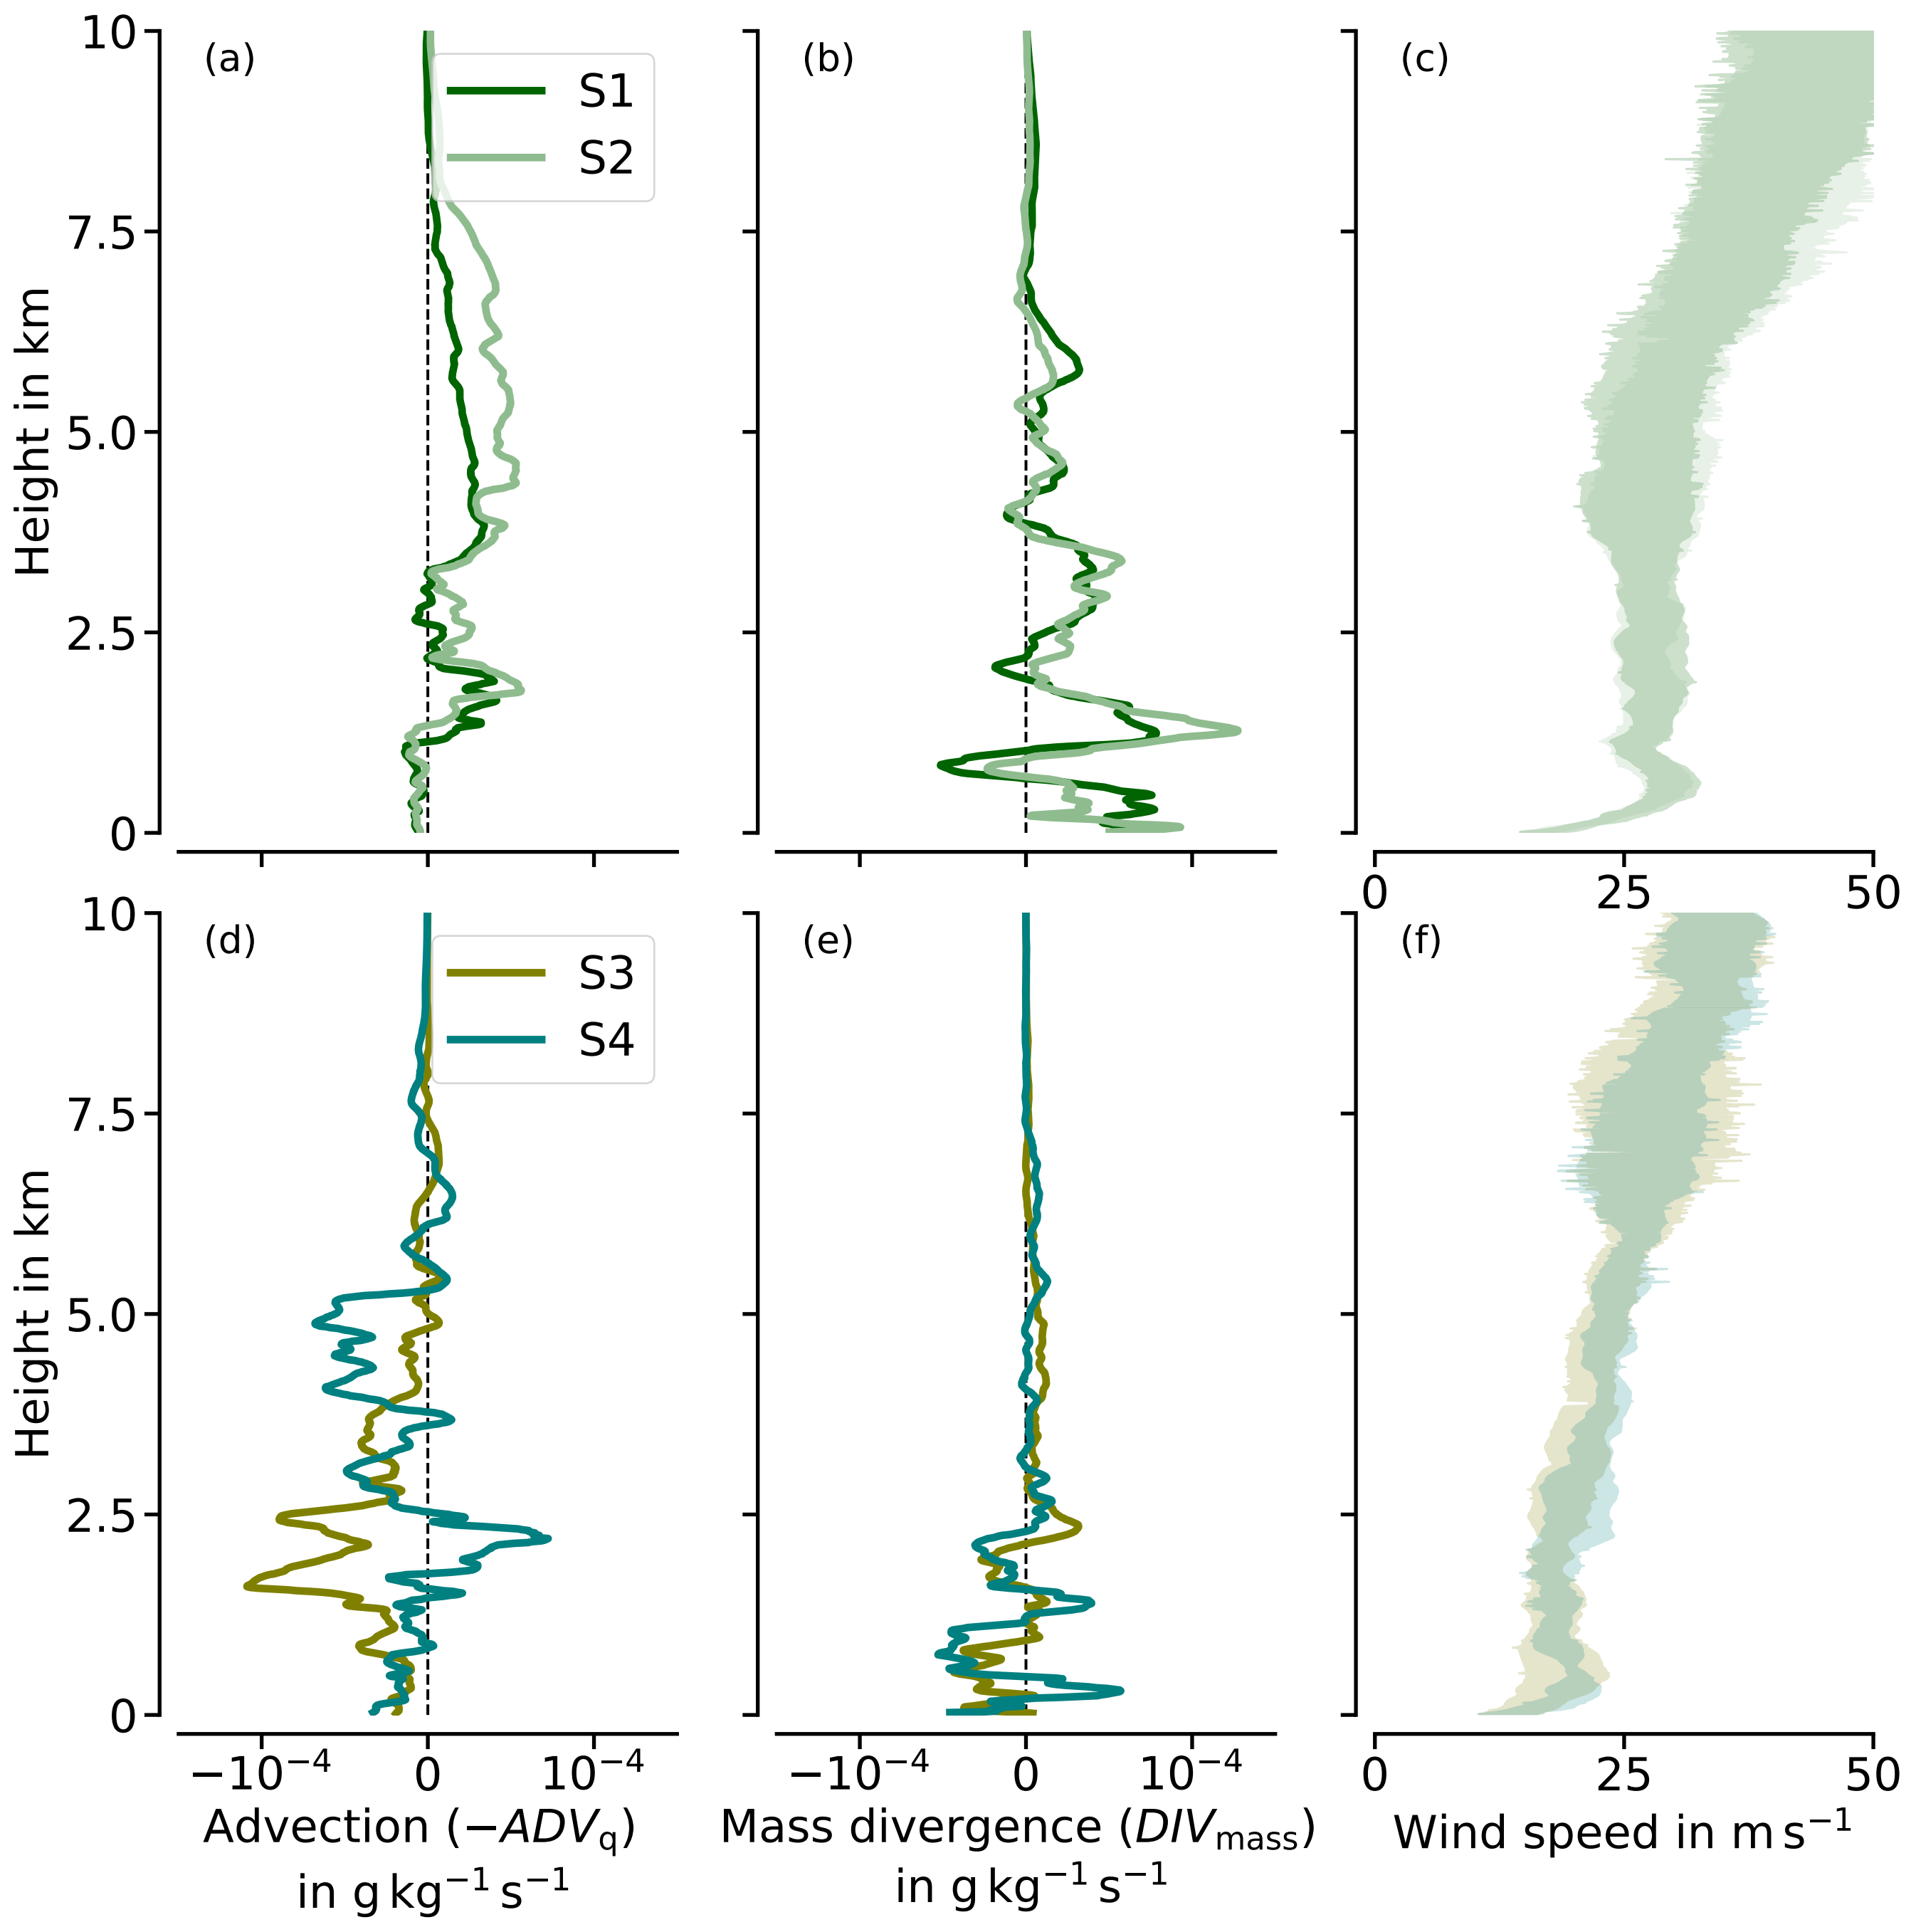 (a)
(b)
(c)
S1
S2
10
7.5
5.0
2.5
0
Height in km
0
25
50
(d)
(e)
(f)
S3
S4
10
7.5
5.0
2.5
0
Height in km
−10⁻⁴
0
10⁻⁴
−10⁻⁴
0
10⁻⁴
0
25
50
Advection (−ADV_q)
in g kg⁻¹ s⁻¹
Mass divergence (DIV_mass)
in g kg⁻¹ s⁻¹
Wind speed in m s⁻¹